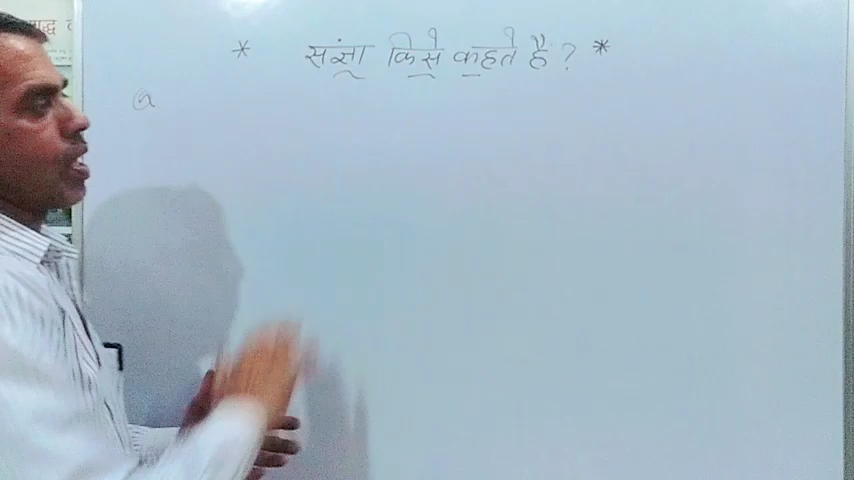 * संज्ञा किसे कहते है ? *
a